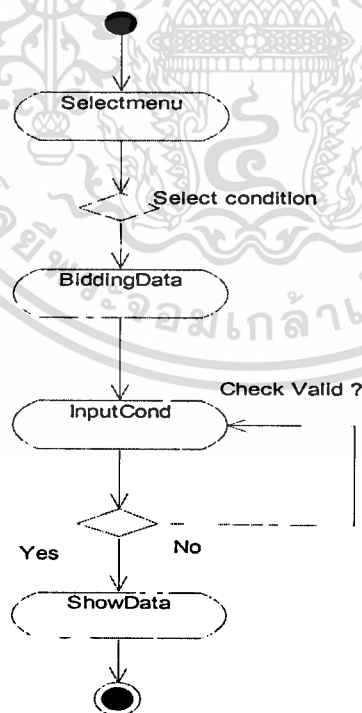 Selectmenu
Select condition
BiddingData
Check Valid ?
InputCond
Yes
No
ShowData